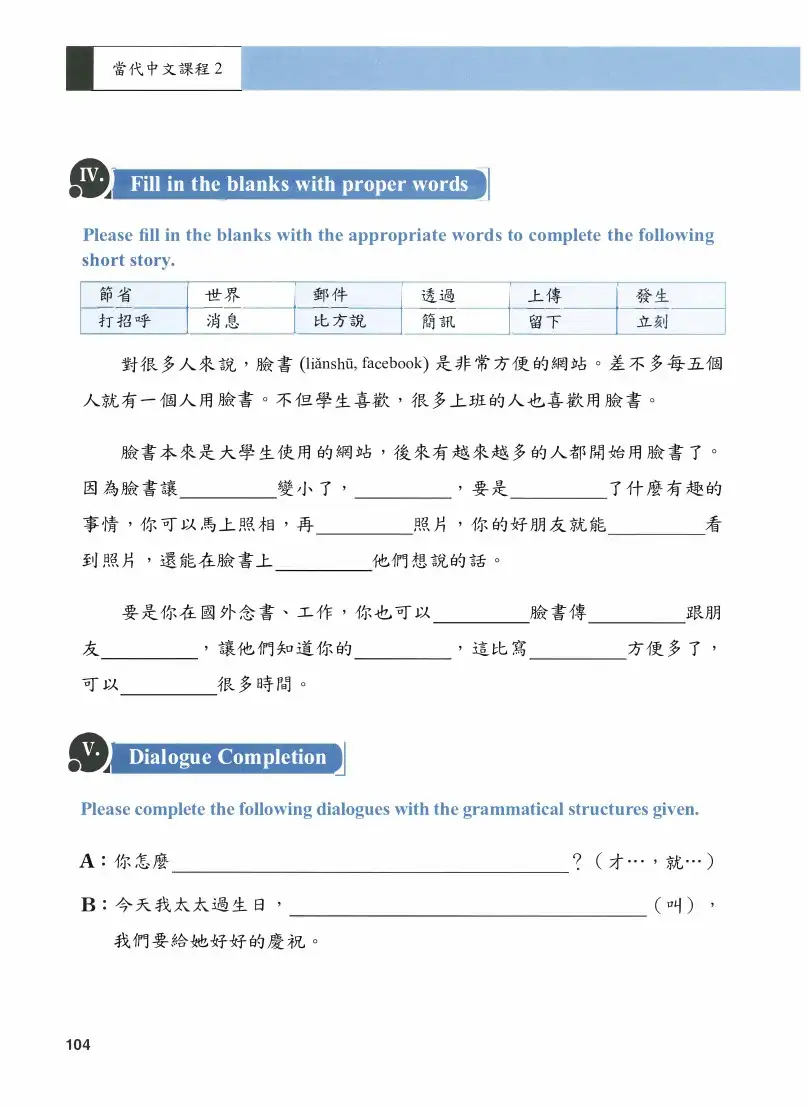 當代中文課程 2
IV. Fill in the blanks with proper words
Please fill in the blanks with the appropriate words to complete the following
short story.
節省 世界 郵件 透過 上傳 發生
打招呼 消息 比方說 簡訊 留下 立刻
對很多人來說，臉書 (liǎnshū, facebook) 是非常方便的網站。差不多每五個
人就有一個人用臉書。不但學生喜歡，很多上班的人也喜歡用臉書。
臉書本來是大學生使用的網站，後來有越來越多的人都開始用臉書了。
因為臉書讓__________變小了，__________，要是__________了什麼有趣的
事情，你可以馬上照相，再__________照片，你的好朋友就能__________看
到照片，還能在臉書上__________他們想說的話。
要是你在國外念書、工作，你也可以__________臉書傳__________跟朋
友__________，讓他們知道你的__________，這比寫__________方便多了，
可以__________很多時間。
V. Dialogue Completion
Please complete the following dialogues with the grammatical structures given.
A：你怎麼__________？（才…，就…）
B：今天我太太過生日，__________（叫），
我們要給她好好的慶祝。
104